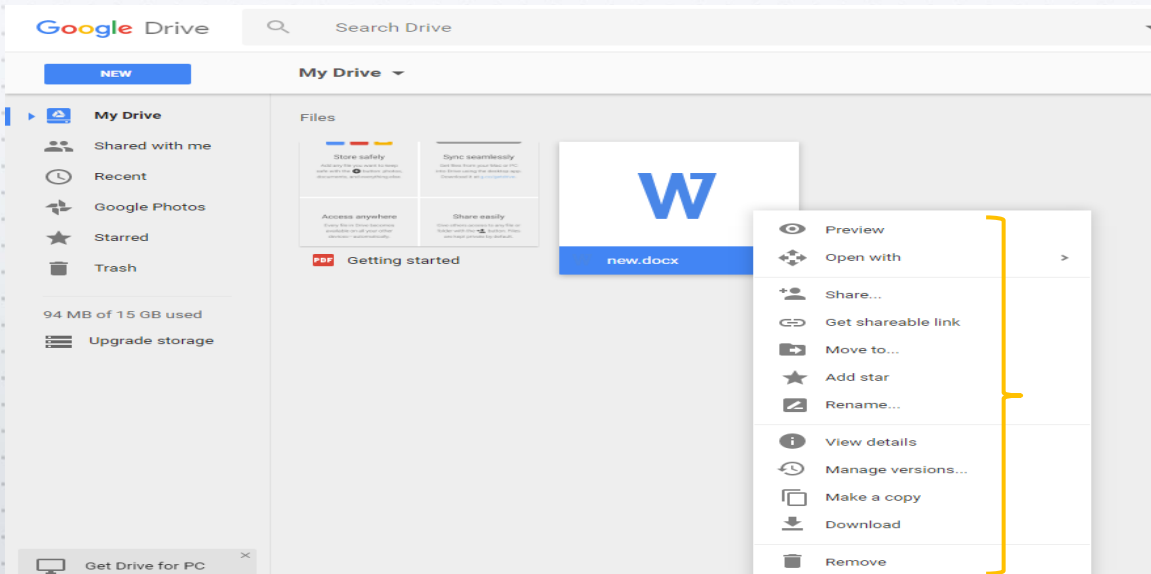 Google Drive
Search Drive
NEW
My Drive
My Drive
Shared with me
Recent
Google Photos
Starred
Trash
94 MB of 15 GB used
Upgrade storage
Get Drive for PC
Files
Store safely
Sync seamlessly
Access anywhere
Share easily
PDF
Getting started
W
new.docx
Preview
Open with >
Share...
Get shareable link
Move to...
Add star
Rename...
View details
Manage versions...
Make a copy
Download
Remove